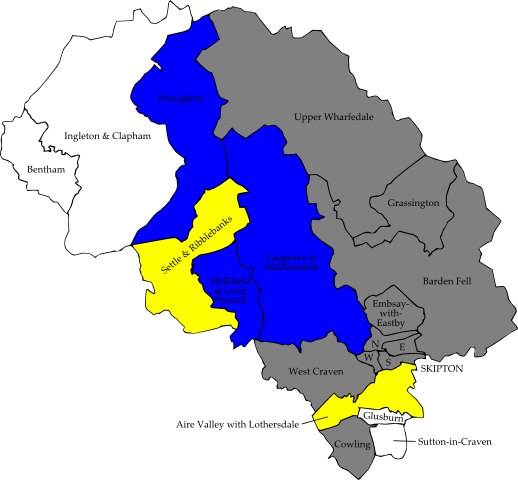 Penyghent
Upper Wharfedale
Ingleton & Clapham
Bentham
Grassington
Settle & Ribblebanks
Gargrave &
Malhamdale
Hellifield
& Long
Preston
Barden Fell
Embsay-
with-
Eastby
N E
W S
West Craven
SKIPTON
Glusburn
Aire Valley with Lothersdale
Cowling
Sutton-in-Craven